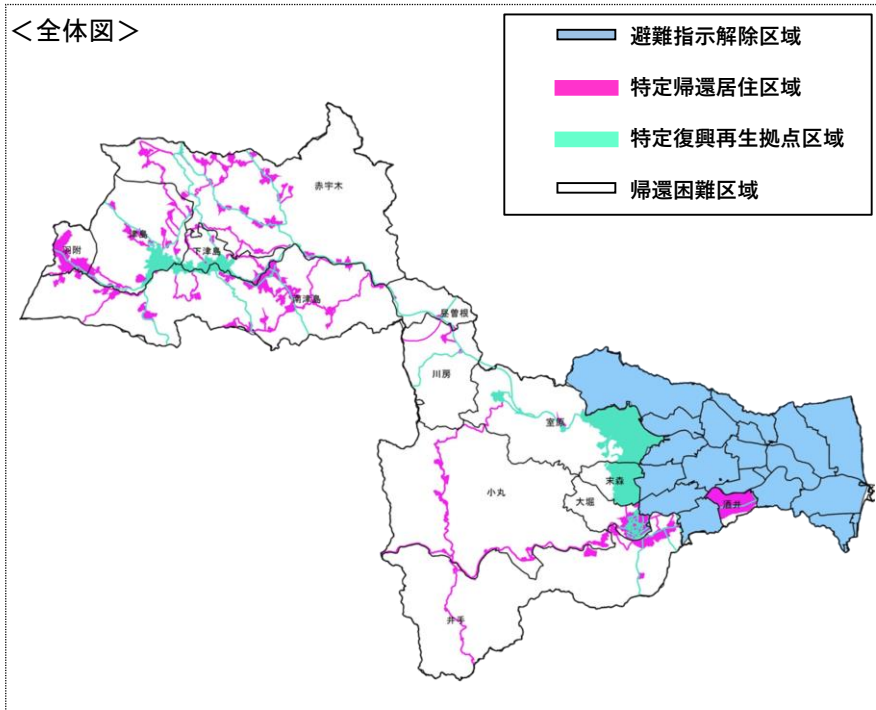 ＜全体図＞
避難指示解除区域
特定帰還居住区域
特定復興再生拠点区域
帰還困難区域
赤宇木
津島
下津島
羽附
南津島
昼曽根
川房
室原
末森
小丸
大堀
酒井
井手